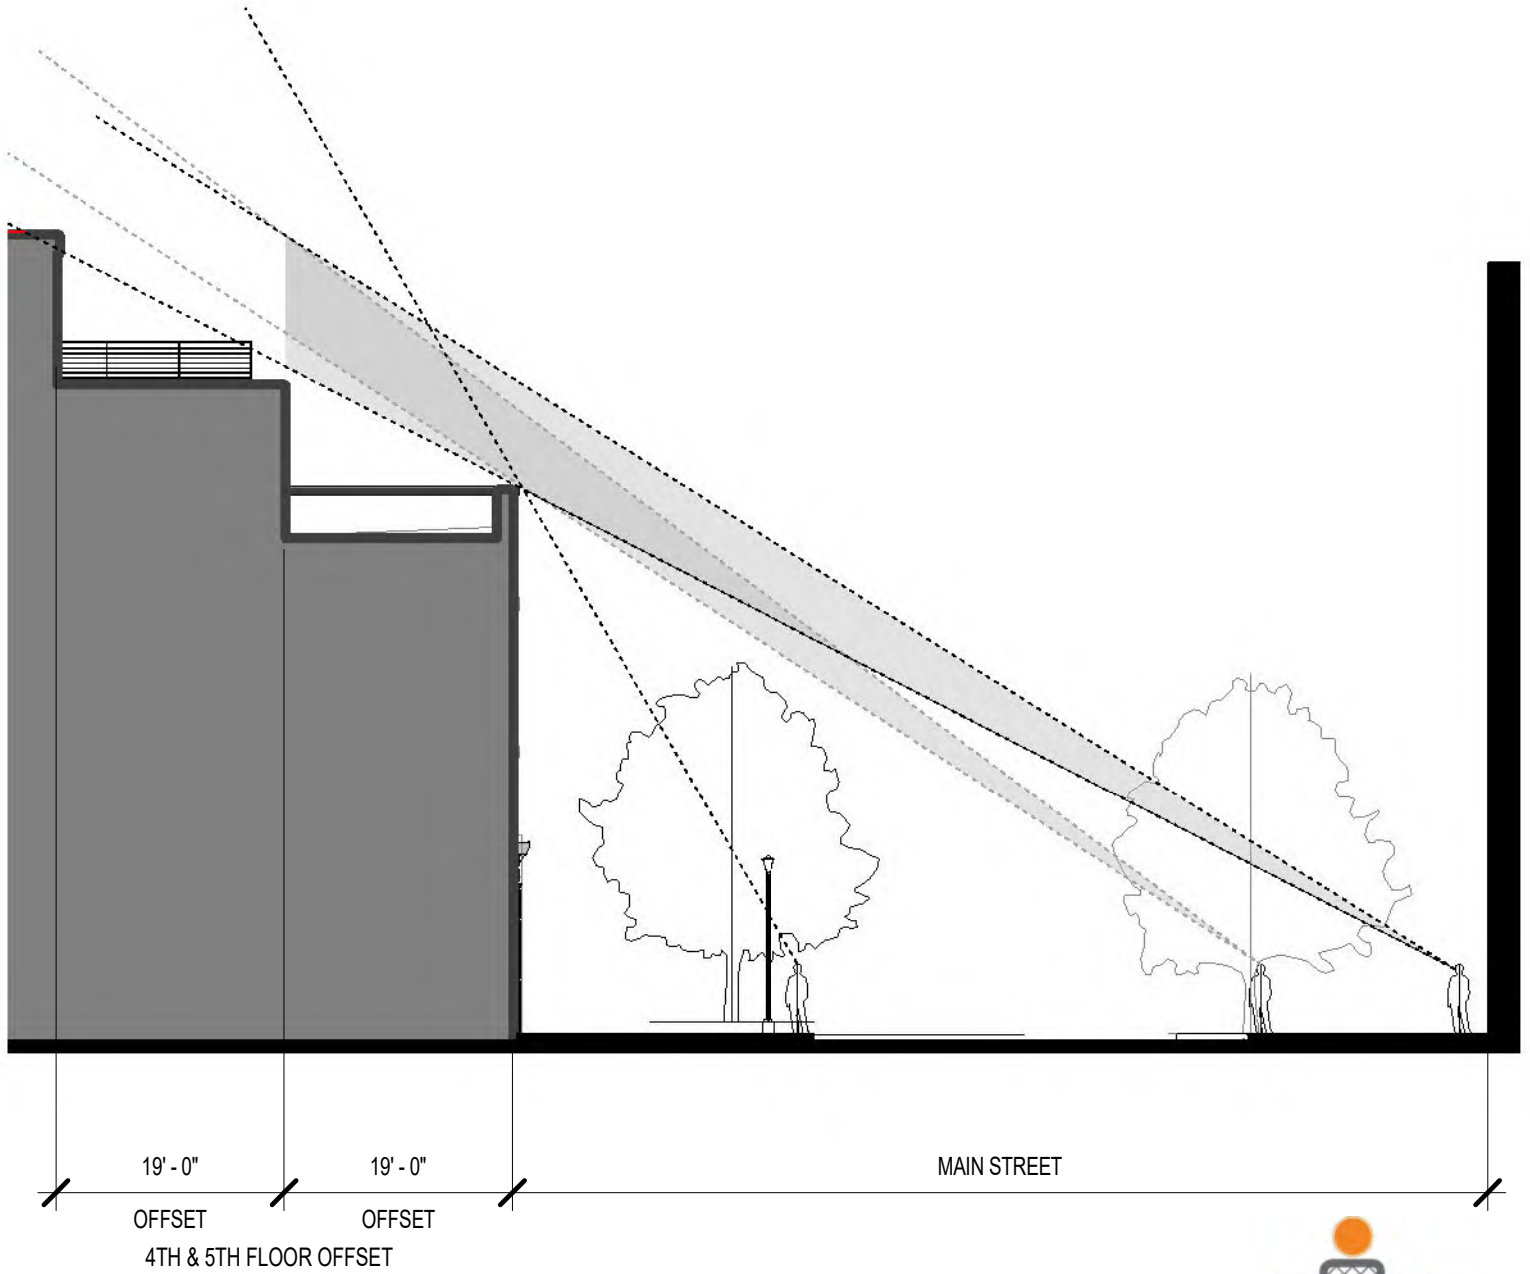 19' - 0"
19' - 0"
MAIN STREET
OFFSET
OFFSET
4TH & 5TH FLOOR OFFSET